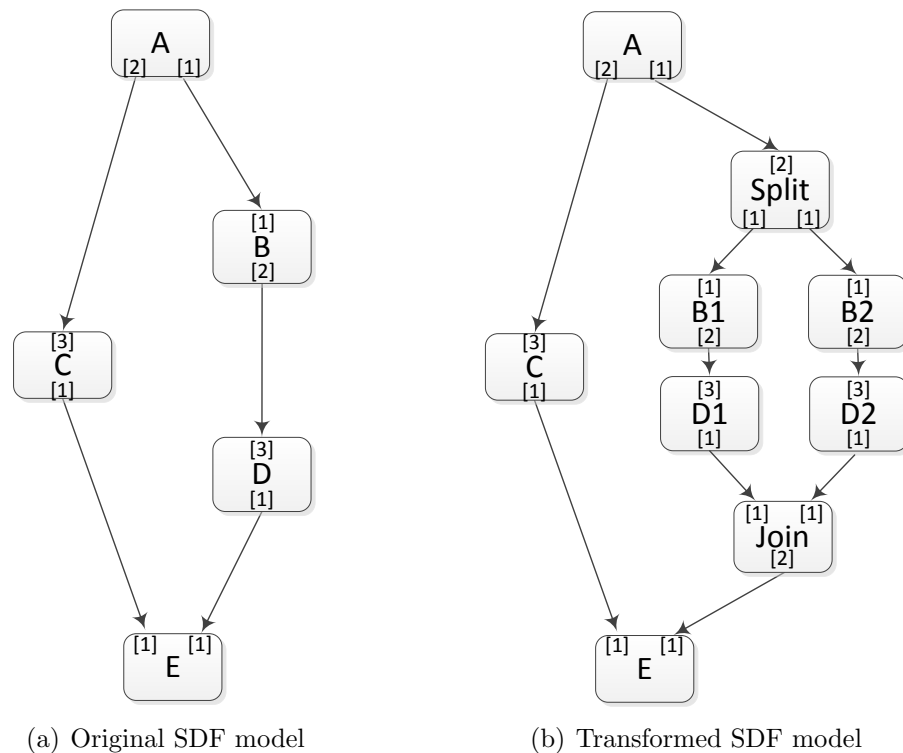 A
[2] [1]
[1]
B
[2]
[3]
C
[1]
[3]
D
[1]
[1] [1]
E
(a) Original SDF model
A
[2] [1]
[2]
Split
[1] [1]
[1]
B1
[2]
[1]
B2
[2]
[3]
C
[1]
[3]
D1
[1]
[3]
D2
[1]
[1] [1]
Join
[2]
[1] [1]
E
(b) Transformed SDF model